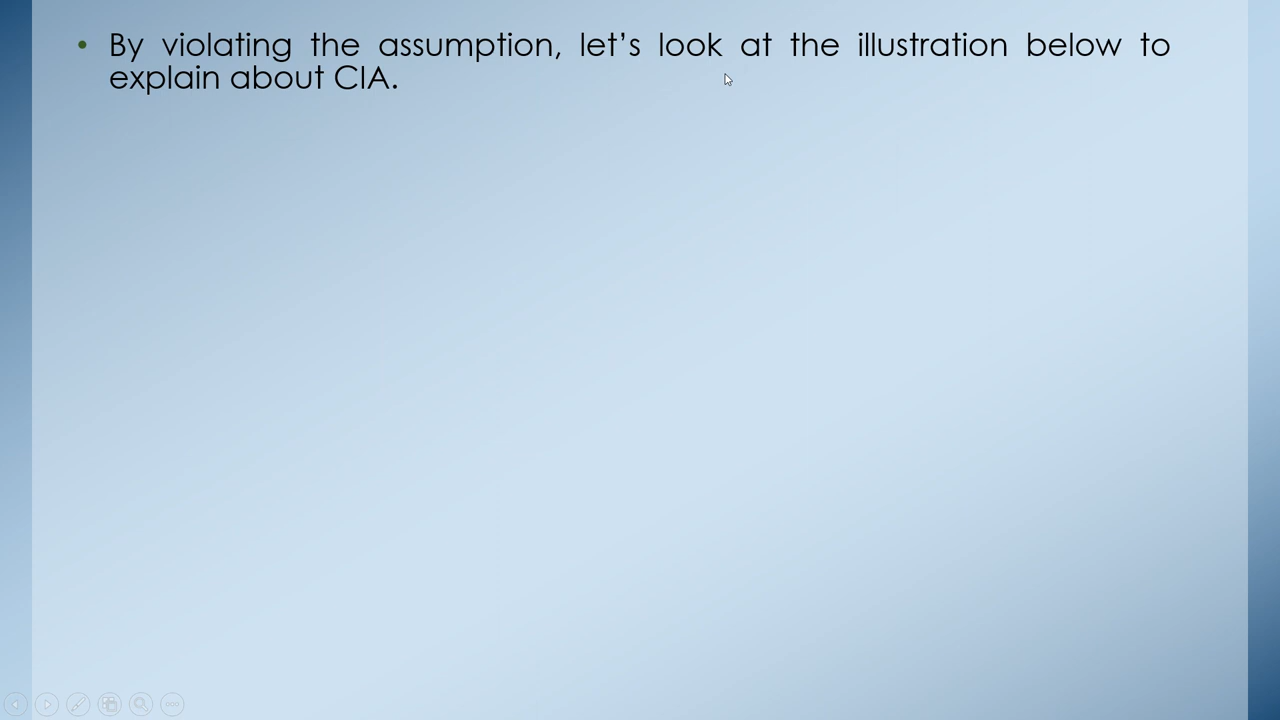 • By violating the assumption, let’s look at the illustration below to
explain about CIA.